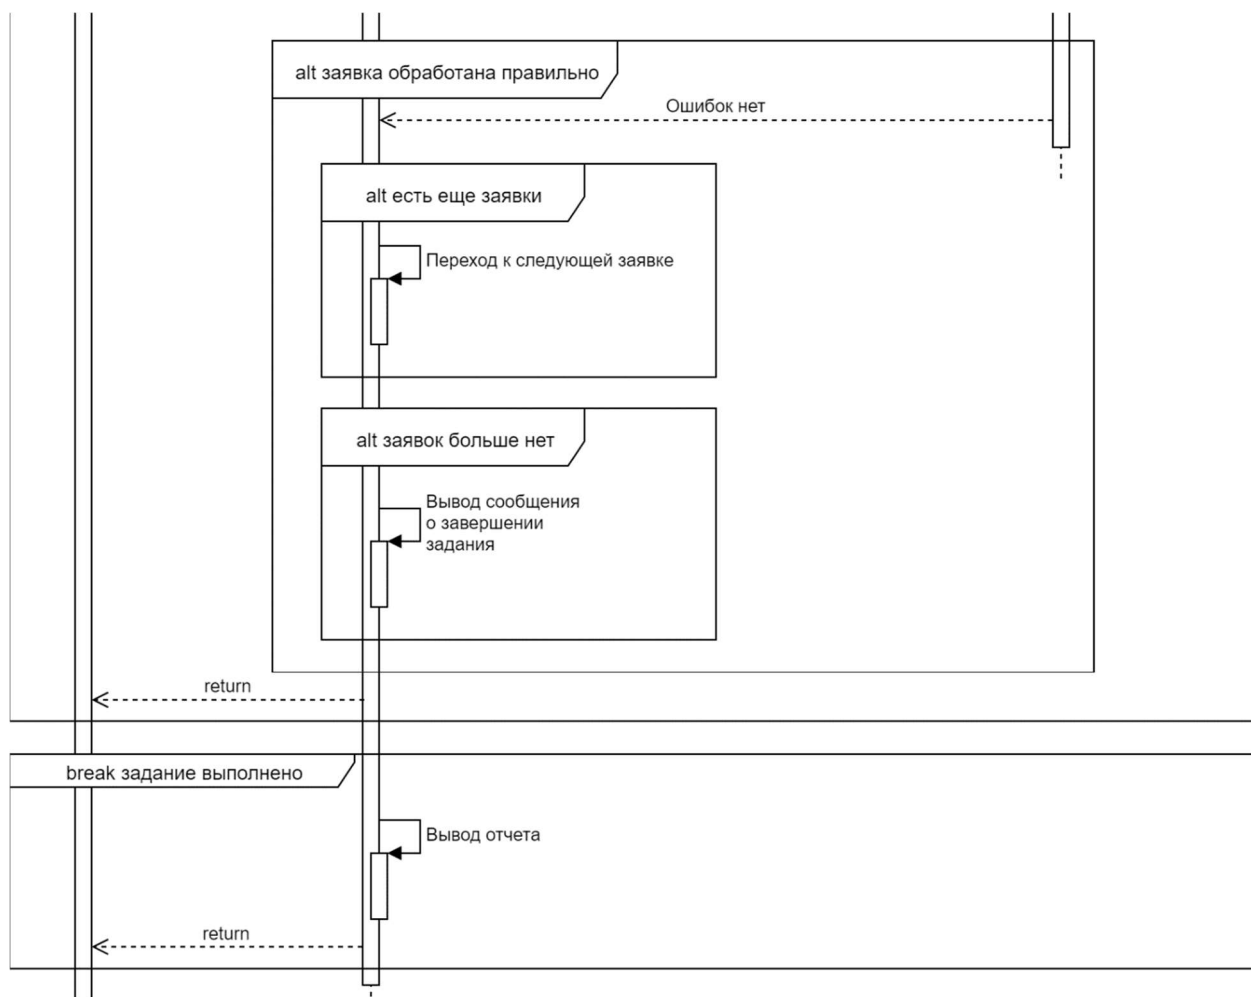 alt заявка обработана правильно
Ошибок нет
alt есть еще заявки
Переход к следующей заявке
alt заявок больше нет
Вывод сообщения
о завершении
задания
return
break задание выполнено
Вывод отчета
return